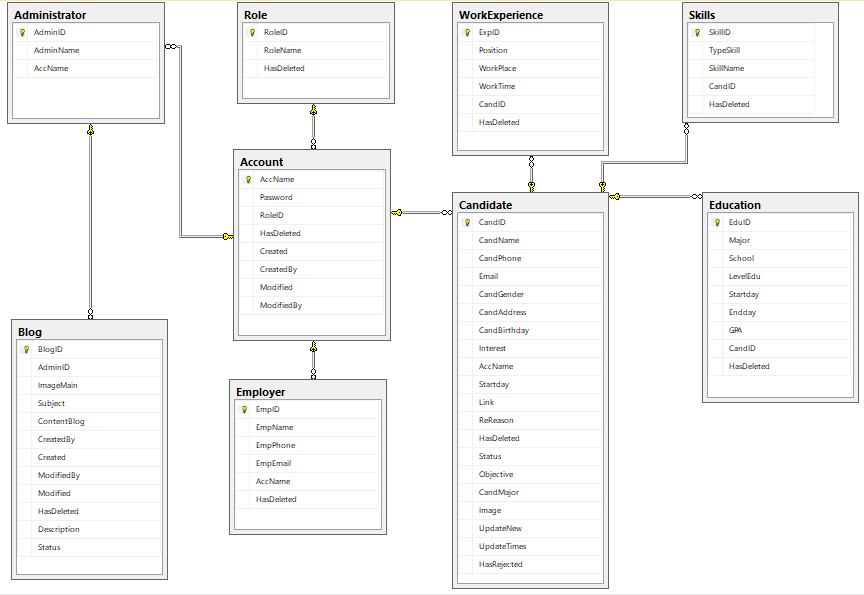 Administrator
AdminID
AdminName
AccName
Role
RoleID
RoleName
HasDeleted
WorkExperience
ExpID
Position
WorkPlace
WorkTime
CandID
HasDeleted
Skills
SkillID
TypeSkill
SkillName
CandID
HasDeleted
Account
AccName
Password
RoleID
HasDeleted
Created
CreatedBy
Modified
ModifiedBy
Candidate
CandID
CandName
CandPhone
Email
CandGender
CandAddress
CandBirthday
Interest
AccName
Startday
Link
ReReason
HasDeleted
Status
Objective
CandMajor
Image
UpdateNew
UpdateTimes
HasRejected
Education
EduID
Major
School
LevelEdu
Startday
Endday
GPA
CandID
HasDeleted
Blog
BlogID
AdminID
ImageMain
Subject
ContentBlog
CreatedBy
Created
ModifiedBy
Modified
HasDeleted
Description
Status
Employer
EmpID
EmpName
EmpPhone
EmpEmail
AccName
HasDeleted